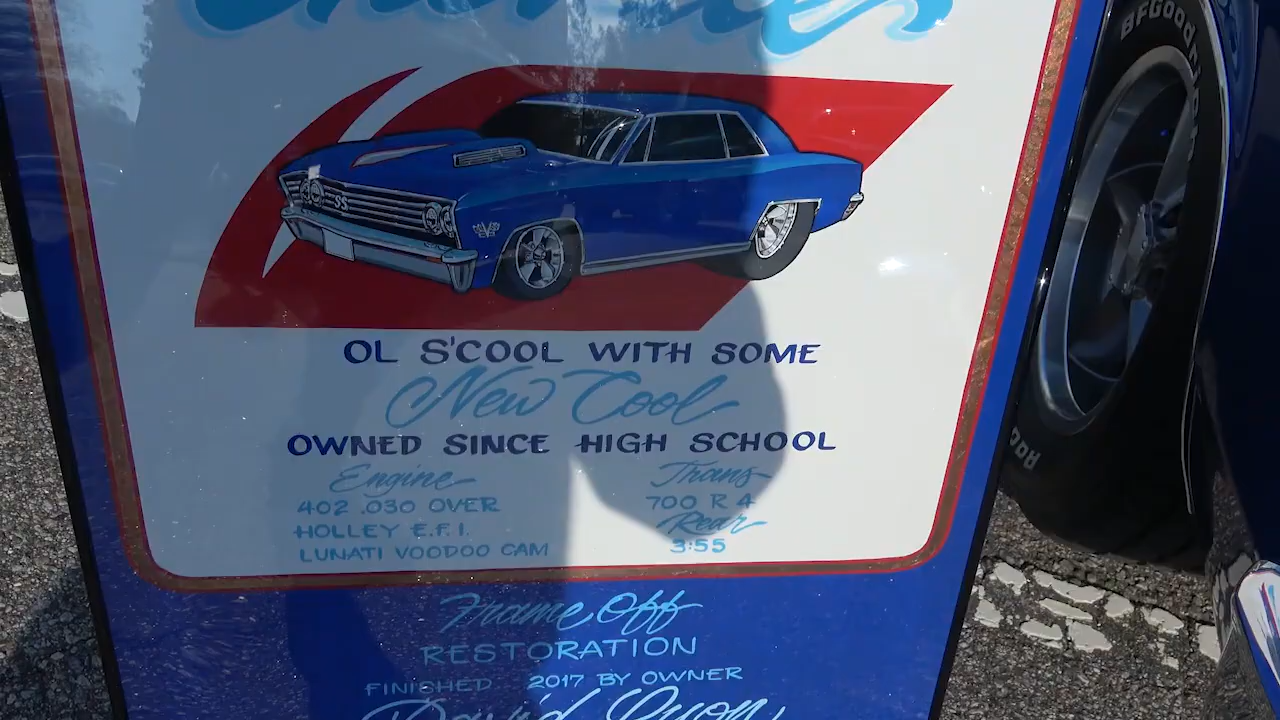 SS
OL S'COOL WITH SOME
New Cool
OWNED SINCE HIGH SCHOOL
Engine
402 .030 OVER
HOLLEY E.F.I.
LUNATI VOODOO CAM
Trans
700 R 4
Rear
3:55
Frame Off
RESTORATION
FINISHED 2017 BY OWNER
David
BFGoodrich